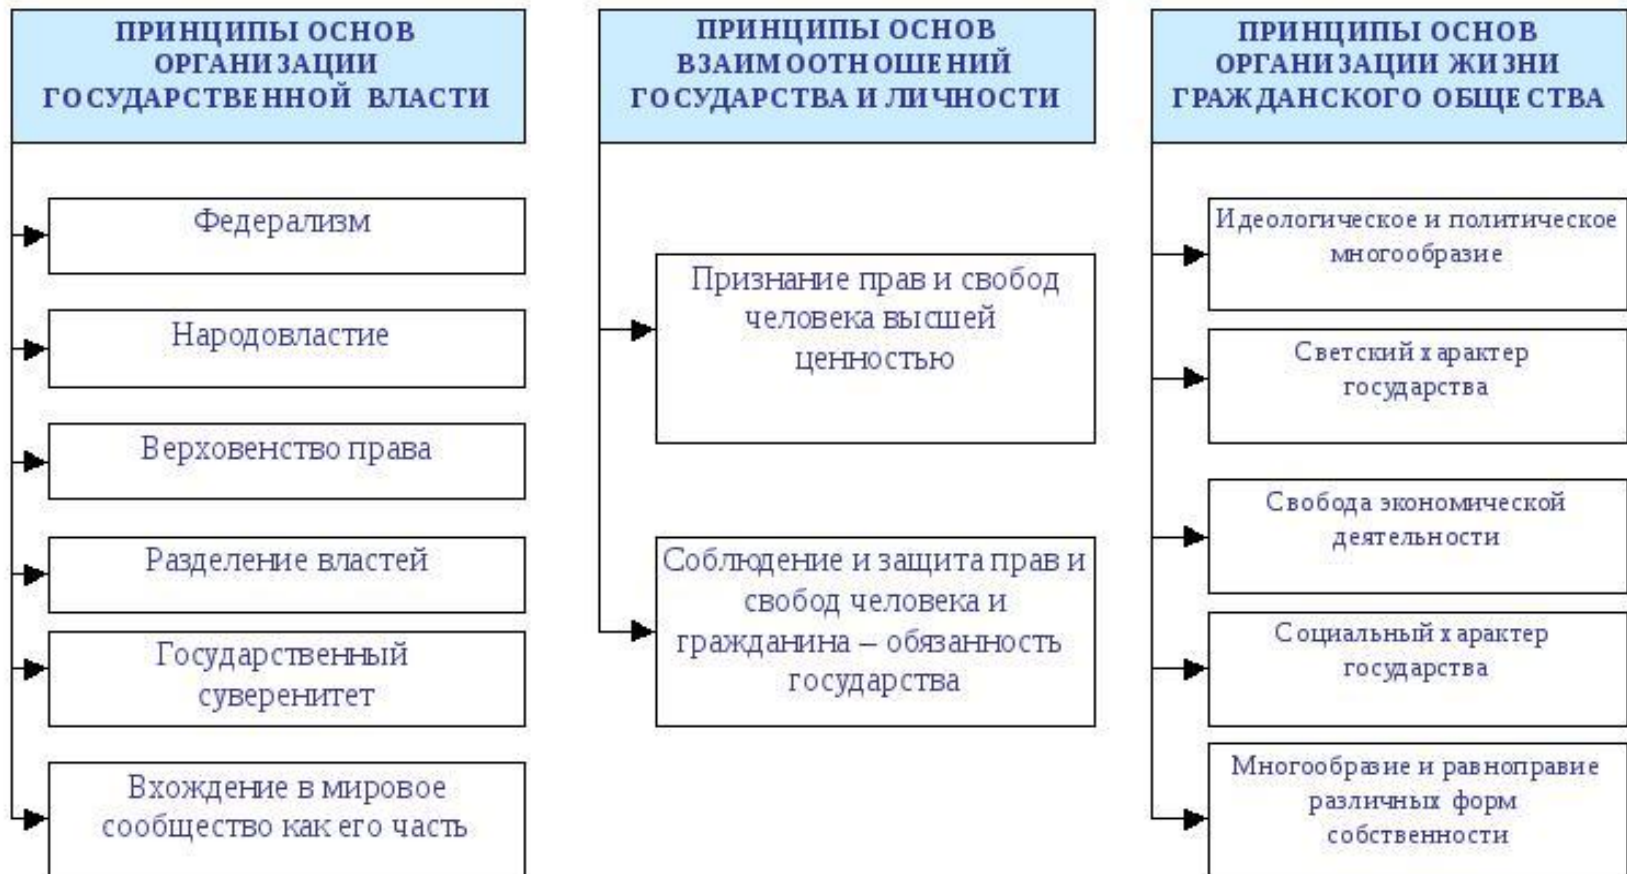 ПРИНЦИПЫ ОСНОВ
ОРГАНИЗАЦИИ
ГОСУДАРСТВЕННОЙ ВЛАСТИ
Федерализм
Народовластие
Верховенство права
Разделение властей
Государственный
суверенитет
Вхождение в мировое
сообщество как его часть
ПРИНЦИПЫ ОСНОВ
ВЗАИМООТНОШЕНИЙ
ГОСУДАРСТВА И ЛИЧНОСТИ
Признание прав и свобод
человека высшей
ценностью
Соблюдение и защита прав и
свобод человека и
гражданина – обязанность
государства
ПРИНЦИПЫ ОСНОВ
ОРГАНИЗАЦИИ ЖИЗНИ
ГРАЖДАНСКОГО ОБЩЕСТВА
Идеологическое и политическое
многообразие
Светский характер
государства
Свобода экономической
деятельности
Социальный характер
государства
Многообразие и равноправие
различных форм
собственности